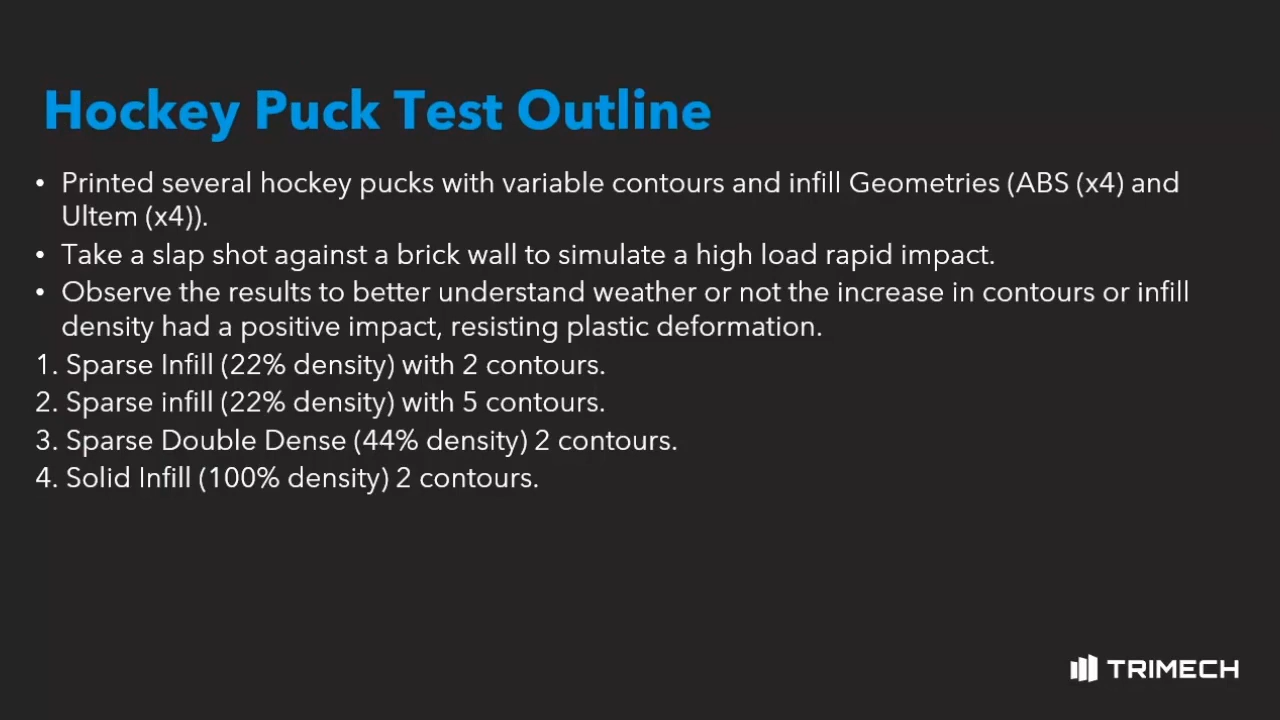 Hockey Puck Test Outline
• Printed several hockey pucks with variable contours and infill Geometries (ABS (x4) and
Ultem (x4)).
• Take a slap shot against a brick wall to simulate a high load rapid impact.
• Observe the results to better understand weather or not the increase in contours or infill
density had a positive impact, resisting plastic deformation.
1. Sparse Infill (22% density) with 2 contours.
2. Sparse infill (22% density) with 5 contours.
3. Sparse Double Dense (44% density) 2 contours.
4. Solid Infill (100% density) 2 contours.
TRIMECH